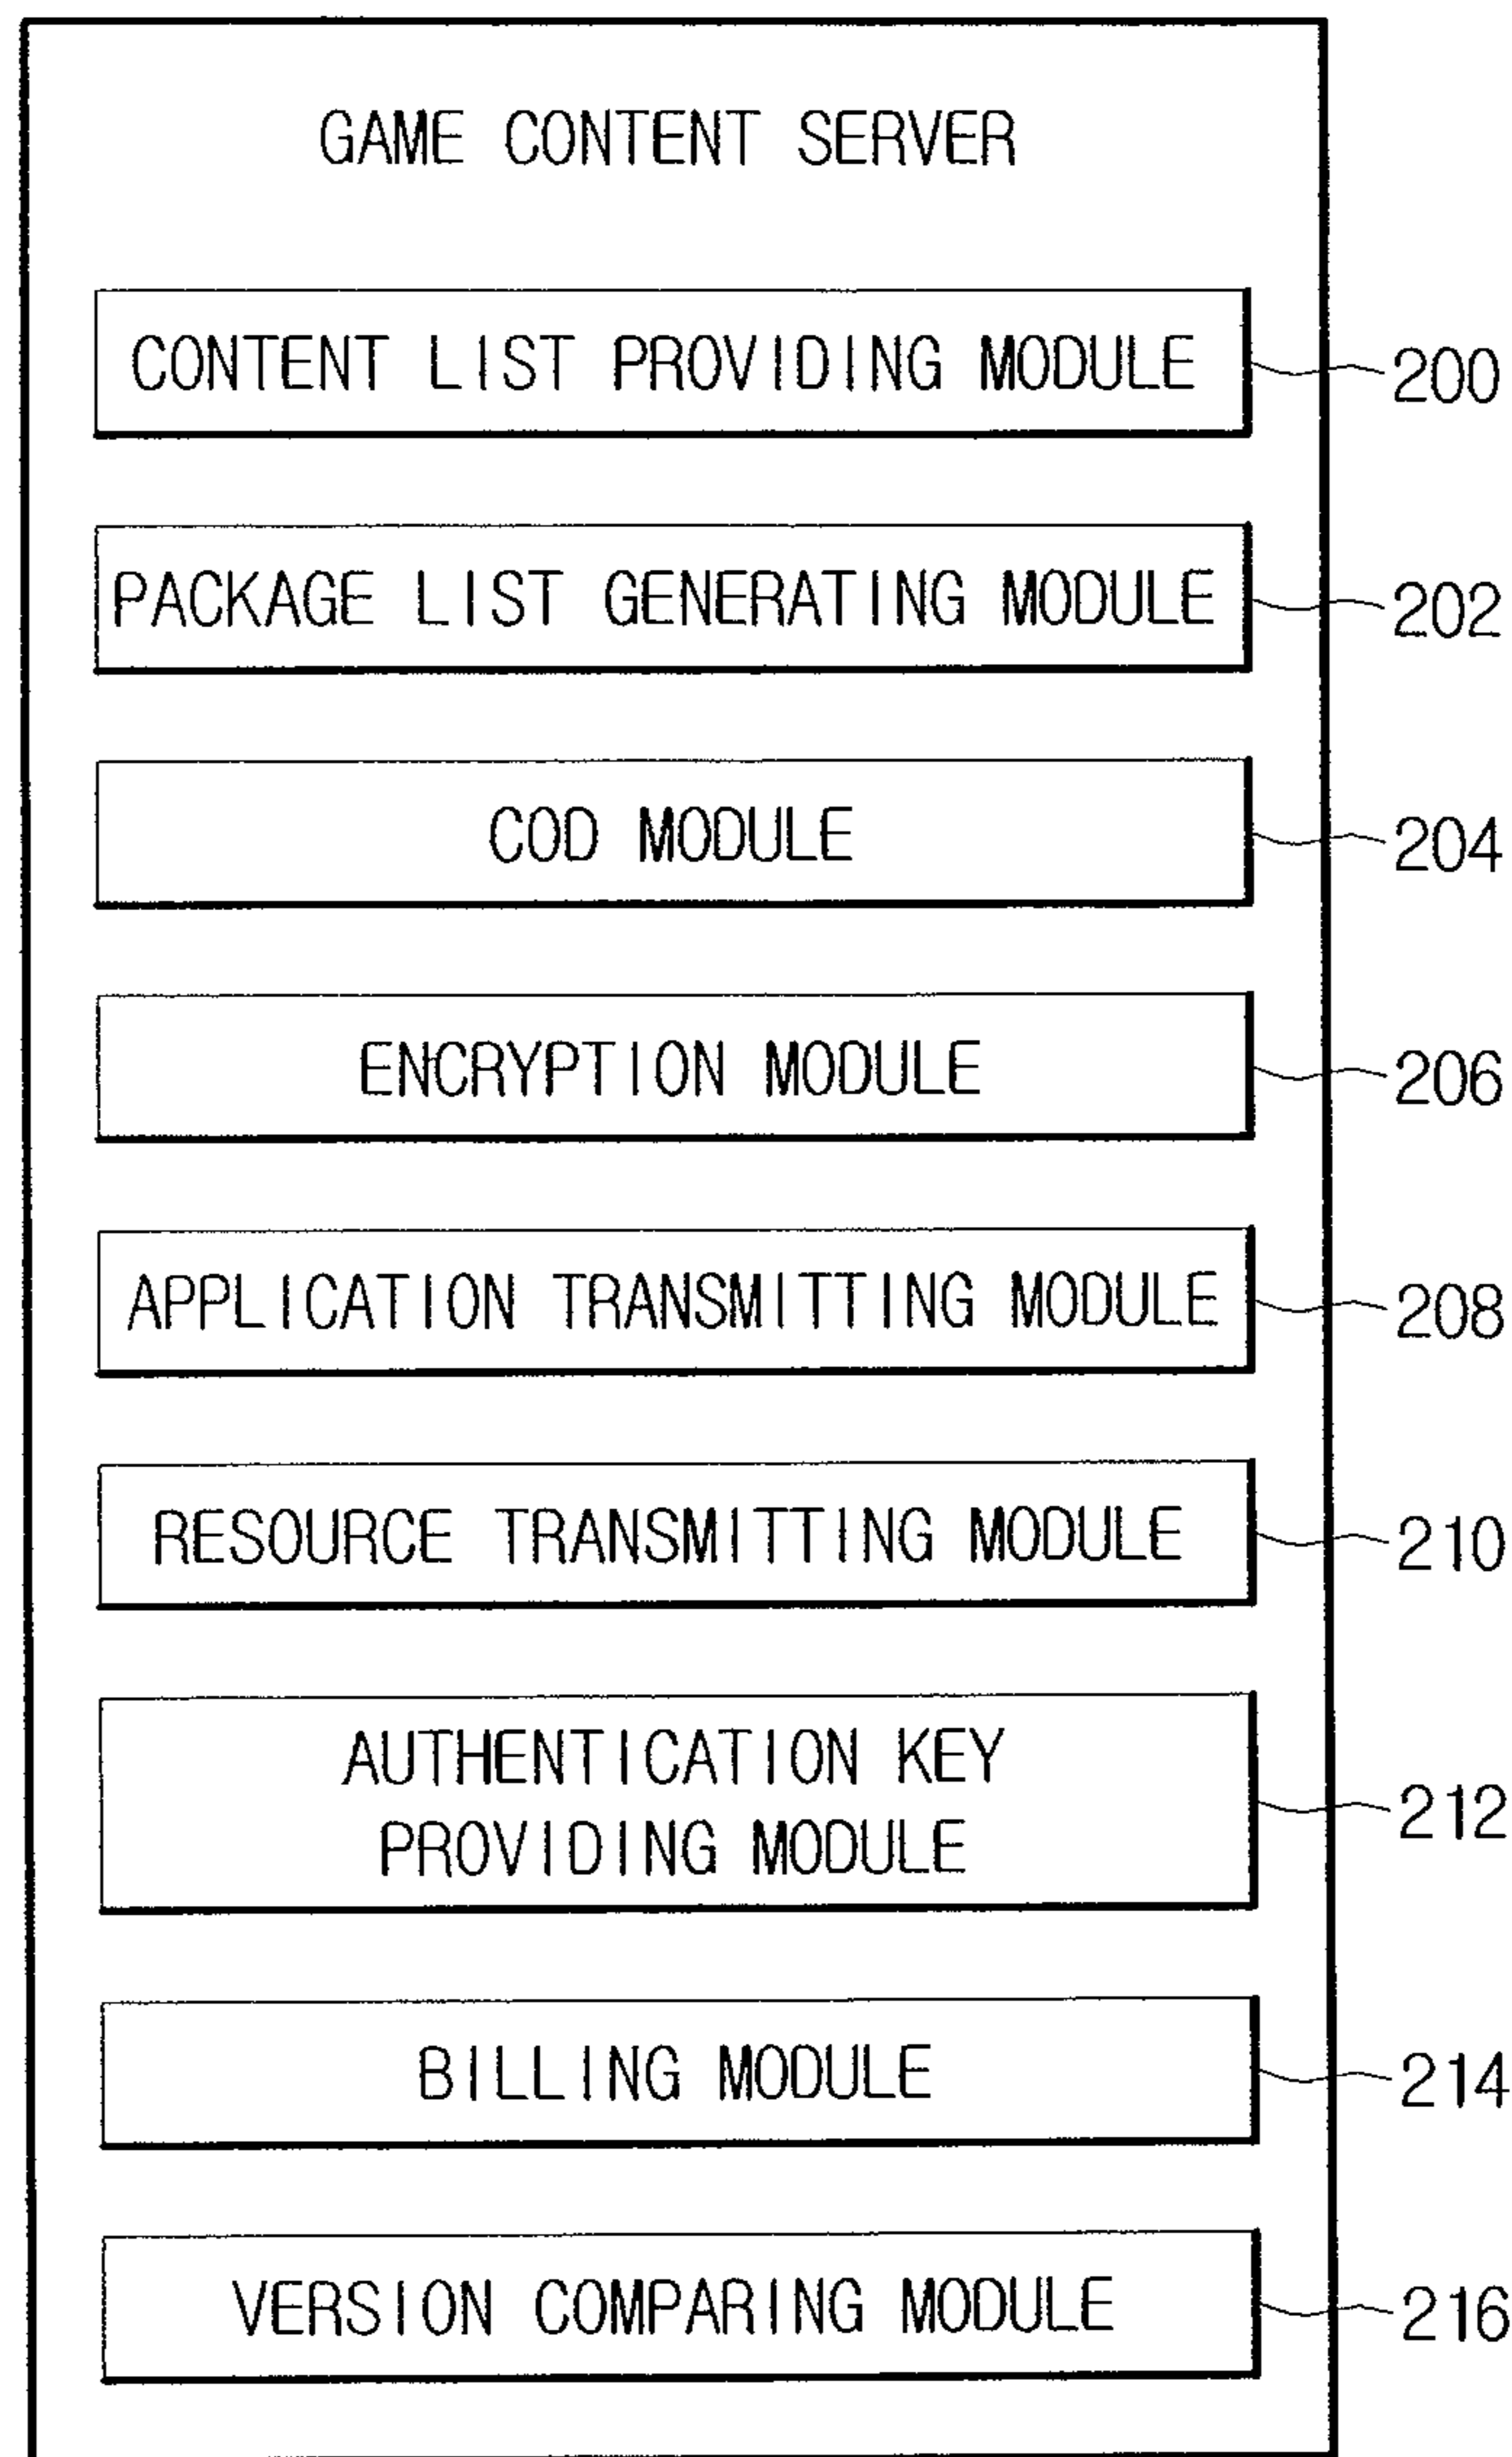 GAME CONTENT SERVER
CONTENT LIST PROVIDING MODULE
200
PACKAGE LIST GENERATING MODULE
202
COD MODULE
204
ENCRYPTION MODULE
206
APPLICATION TRANSMITTING MODULE
208
RESOURCE TRANSMITTING MODULE
210
AUTHENTICATION KEY
PROVIDING MODULE
212
BILLING MODULE
214
VERSION COMPARING MODULE
216